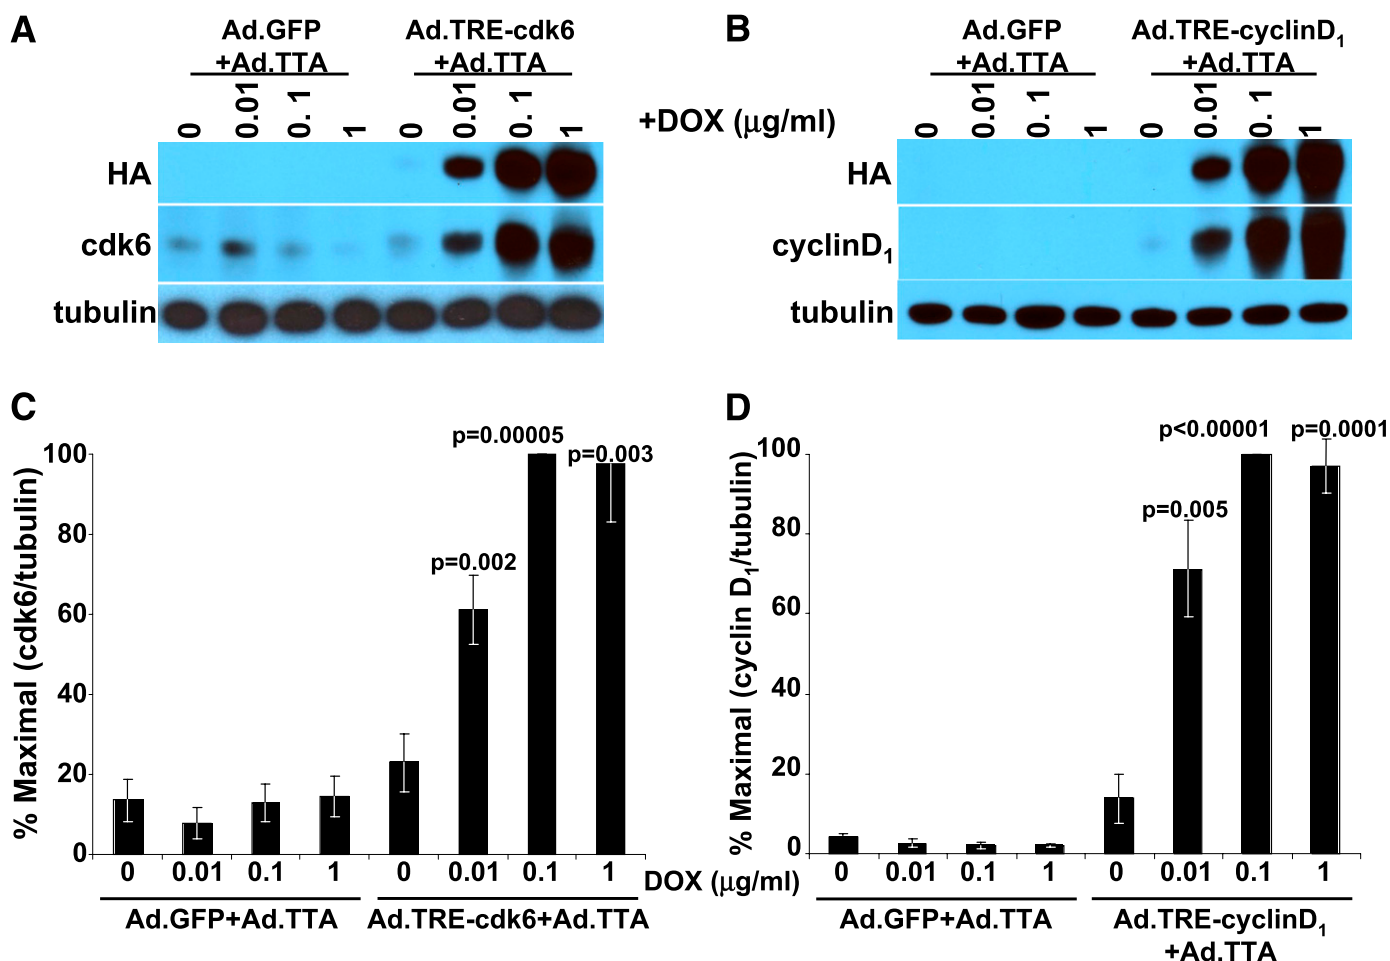 A
Ad.GFP
+Ad.TTA
Ad.TRE-cdk6
+Ad.TTA
0
0.01
0. 1
1
0
0.01
0. 1
1
HA
cdk6
tubulin
B
Ad.GFP
+Ad.TTA
Ad.TRE-cyclinD1
+Ad.TTA
+DOX (μg/ml)
0
0.01
0. 1
1
0
0.01
0. 1
1
HA
cyclinD1
tubulin
C
% Maximal (cdk6/tubulin)
100
80
60
40
20
0
p=0.002
p=0.00005
p=0.003
0 0.01 0.1 1 0 0.01 0.1 1
DOX (μg/ml)
Ad.GFP+Ad.TTA
Ad.TRE-cdk6+Ad.TTA
D
% Maximal (cyclin D1/tubulin)
100
80
60
40
20
0
p=0.005
p<0.00001
p=0.0001
0 0.01 0.1 1 0 0.01 0.1 1
Ad.GFP+Ad.TTA
Ad.TRE-cyclinD1
+Ad.TTA